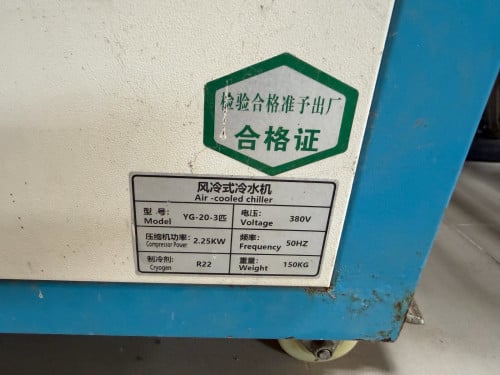 检验合格准予出厂
合格证
风冷式冷水机
Air-cooled chiller
型 号: Model YG-20-3匹 电压: Voltage 380V
压缩机功率: Compressor Power 2.25KW 频率: Frequency 50HZ
制冷剂: Cryogen R22 重量: Weight 150KG